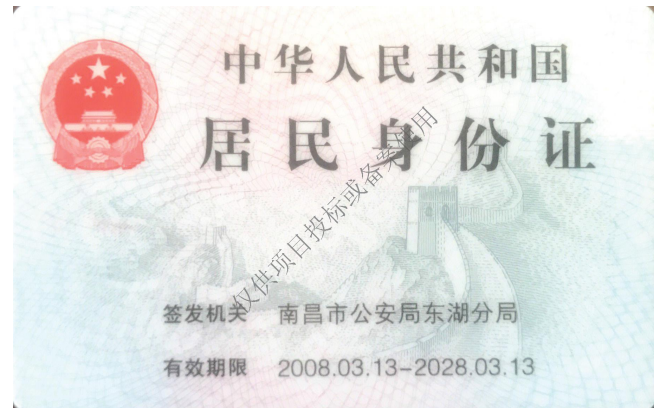 中华人民共和国
居民身份证
仅供项目投标或备案使用
签发机关 南昌市公安局东湖分局
有效期限 2008.03.13-2028.03.13